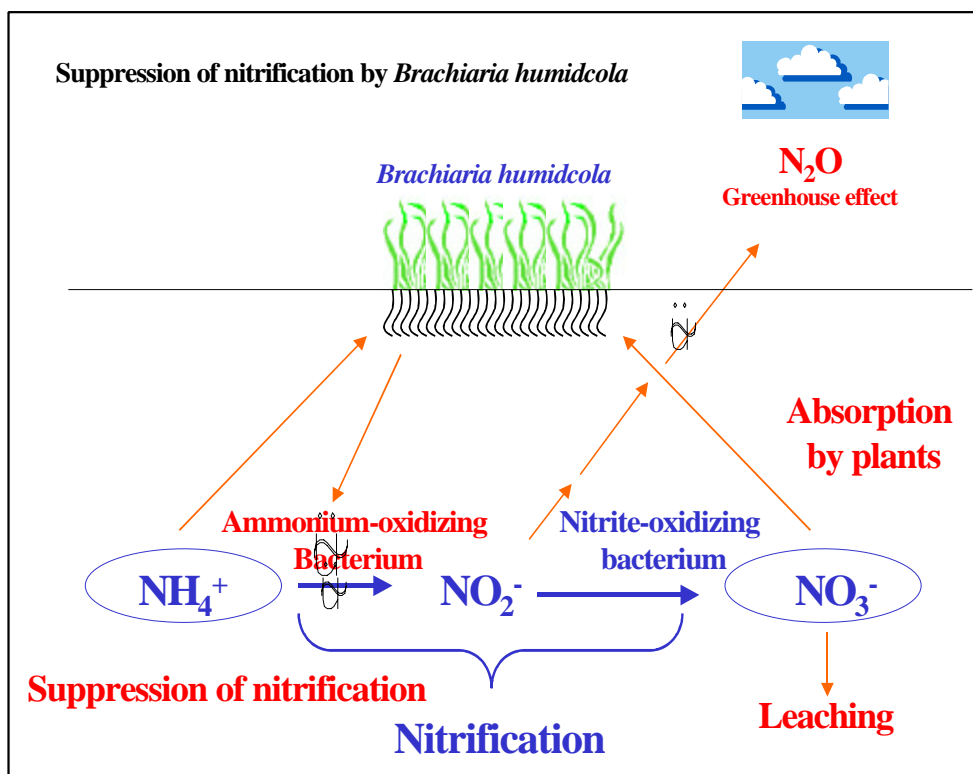 Suppression of nitrification by Brachiaria humidcola
N₂O
Greenhouse effect
Brachiaria humidcola
Absorption
by plants
Ammonium-oxidizing
Bacterium
Nitrite-oxidizing
bacterium
NH₄⁺
NO₂⁻
NO₃⁻
Suppression of nitrification
Nitrification
Leaching